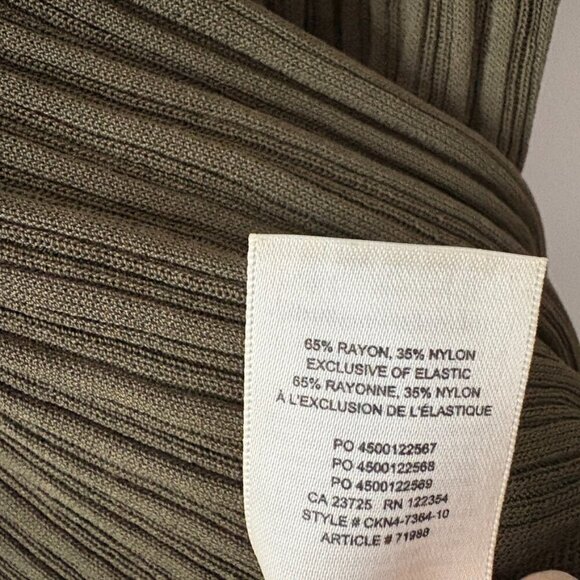 65% RAYON, 35% NYLON
EXCLUSIVE OF ELASTIC
65% RAYONNE, 35% NYLON
À L'EXCLUSION DE L'ÉLASTIQUE
PO 4500122567
PO 4500122568
PO 4500122569
CA 23725 RN 122354
STYLE # CKN4-7364-10
ARTICLE # 71988